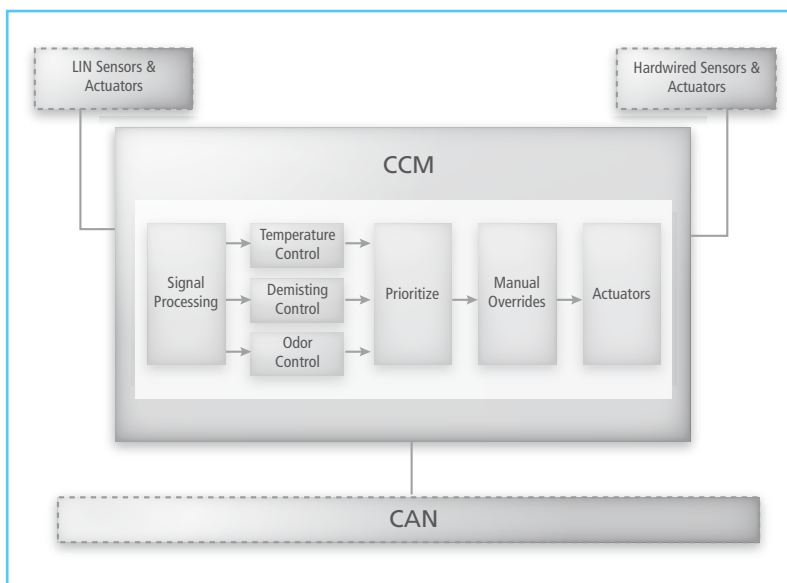 LIN Sensors &
Actuators
Hardwired Sensors &
Actuators
CCM
Signal
Processing
Temperature
Control
Demisting
Control
Odor
Control
Prioritize
Manual
Overrides
Actuators
CAN